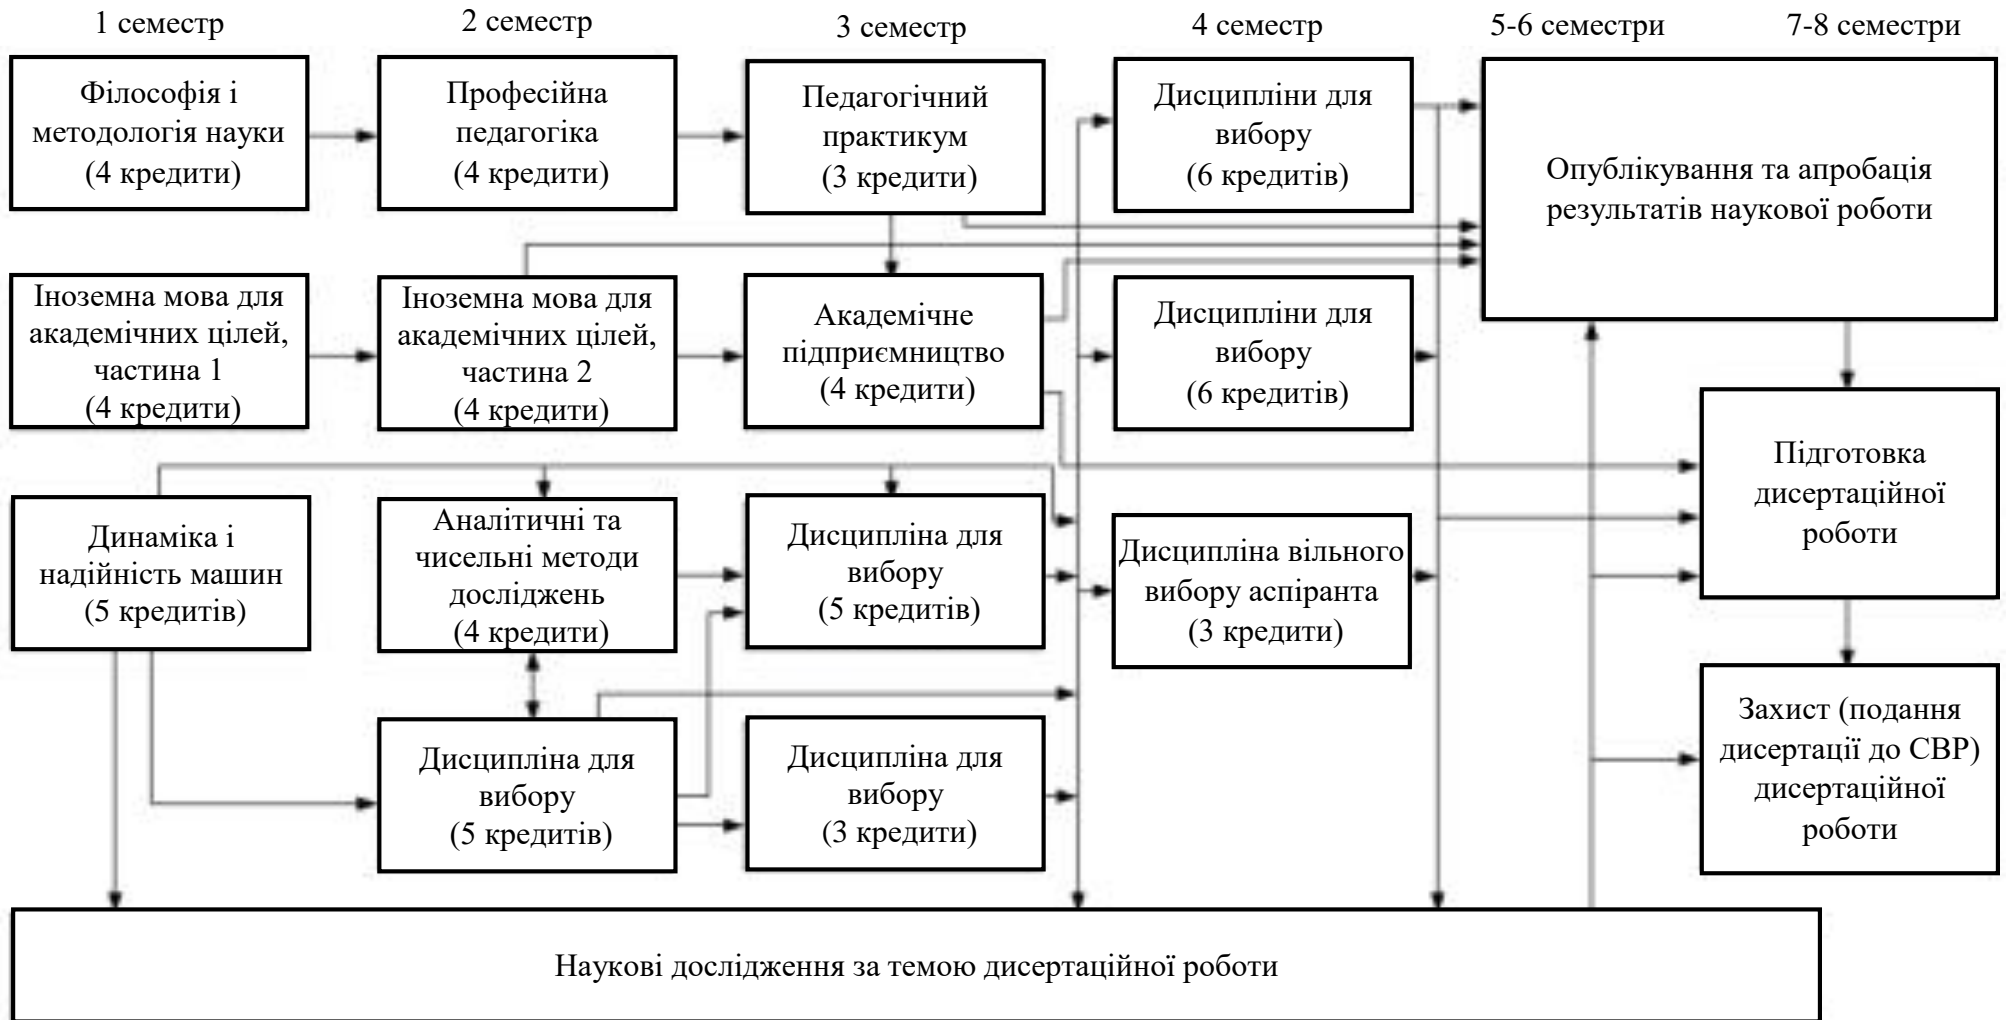 1 семестр
2 семестр
3 семестр
4 семестр
5-6 семестри
7-8 семестри
Філософія і
методологія науки
(4 кредити)
Професійна
педагогіка
(4 кредити)
Педагогічний
практикум
(3 кредити)
Дисципліни для
вибору
(6 кредитів)
Опублікування та апробація
результатів наукової роботи
Іноземна мова для
академічних цілей,
частина 1
(4 кредити)
Іноземна мова для
академічних цілей,
частина 2
(4 кредити)
Академічне
підприємництво
(4 кредити)
Дисципліни для
вибору
(6 кредитів)
Підготовка
дисертаційної
роботи
Динаміка і
надійність машин
(5 кредитів)
Аналітичні та
чисельні методи
досліджень
(4 кредити)
Дисципліна для
вибору
(5 кредитів)
Дисципліна вільного
вибору аспіранта
(3 кредити)
Дисципліна для
вибору
(5 кредитів)
Дисципліна для
вибору
(3 кредити)
Захист (подання
дисертації до СВР)
дисертаційної
роботи
Наукові дослідження за темою дисертаційної роботи